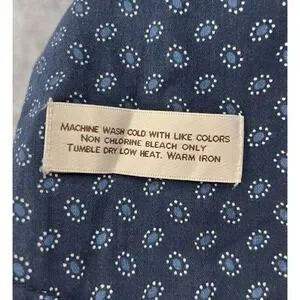 MACHINE WASH COLD WITH LIKE COLORS
NON CHLORINE BLEACH ONLY
TUMBLE DRY LOW HEAT. WARM IRON